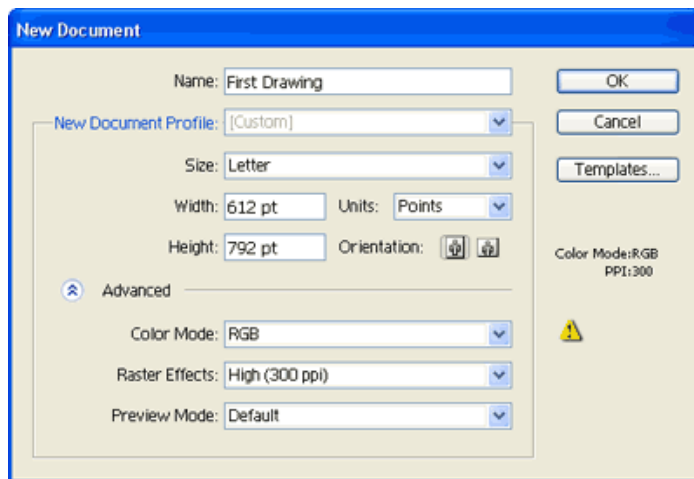 New Document
Name: First Drawing
OK
New Document Profile: [Custom]
Cancel
Size: Letter
Templates...
Width: 612 pt Units: Points
Height: 792 pt Orientation:
Color Mode:RGB
PPI:300
Advanced
Color Mode: RGB
Raster Effects: High (300 ppi)
Preview Mode: Default